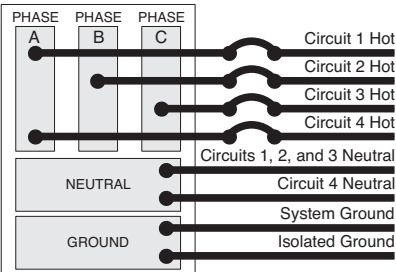 PHASE PHASE PHASE
A B C
Circuit 1 Hot
Circuit 2 Hot
Circuit 3 Hot
Circuit 4 Hot
Circuits 1, 2, and 3 Neutral
NEUTRAL
Circuit 4 Neutral
System Ground
GROUND
Isolated Ground